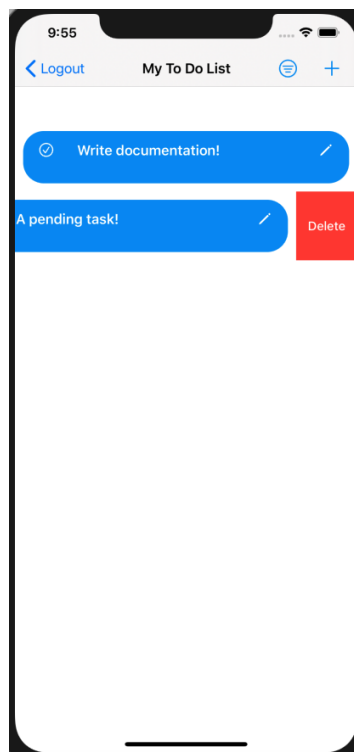 9:55
Logout My To Do List
Write documentation!
A pending task!
Delete